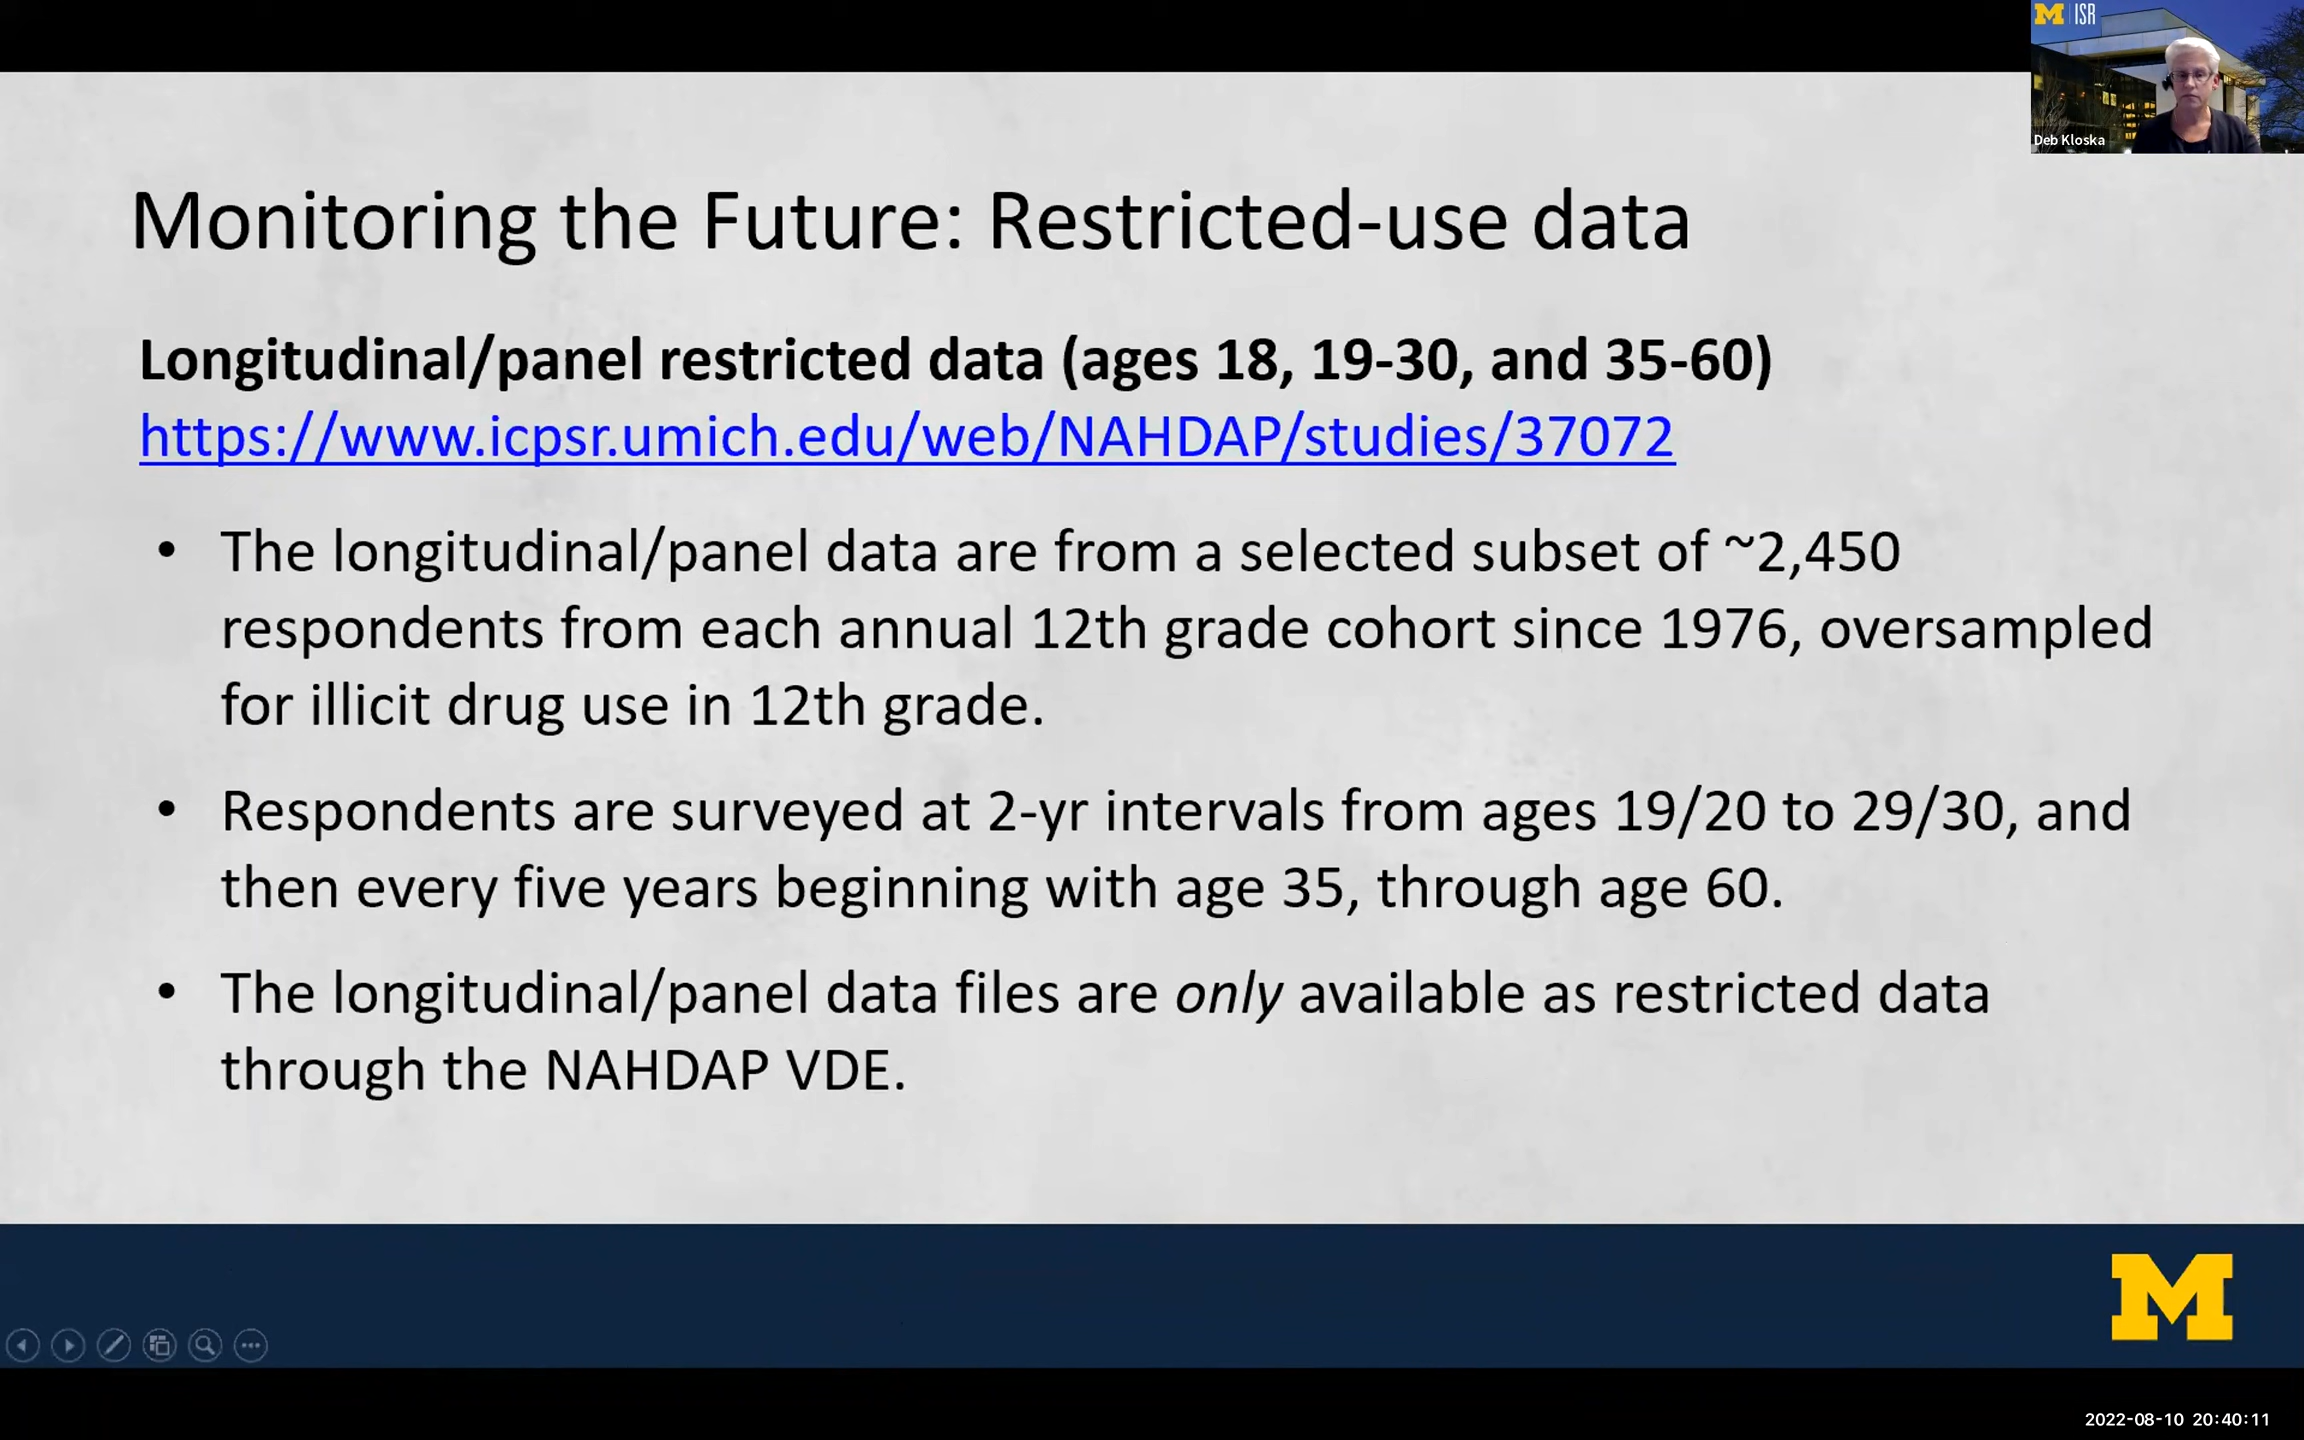 M | ISR
Deb Kloska
Monitoring the Future: Restricted-use data
Longitudinal/panel restricted data (ages 18, 19-30, and 35-60)
https://www.icpsr.umich.edu/web/NAHDAP/studies/37072
• The longitudinal/panel data are from a selected subset of ~2,450
respondents from each annual 12th grade cohort since 1976, oversampled
for illicit drug use in 12th grade.
• Respondents are surveyed at 2-yr intervals from ages 19/20 to 29/30, and
then every five years beginning with age 35, through age 60.
• The longitudinal/panel data files are only available as restricted data
through the NAHDAP VDE.
M
2022-08-10 20:40:11